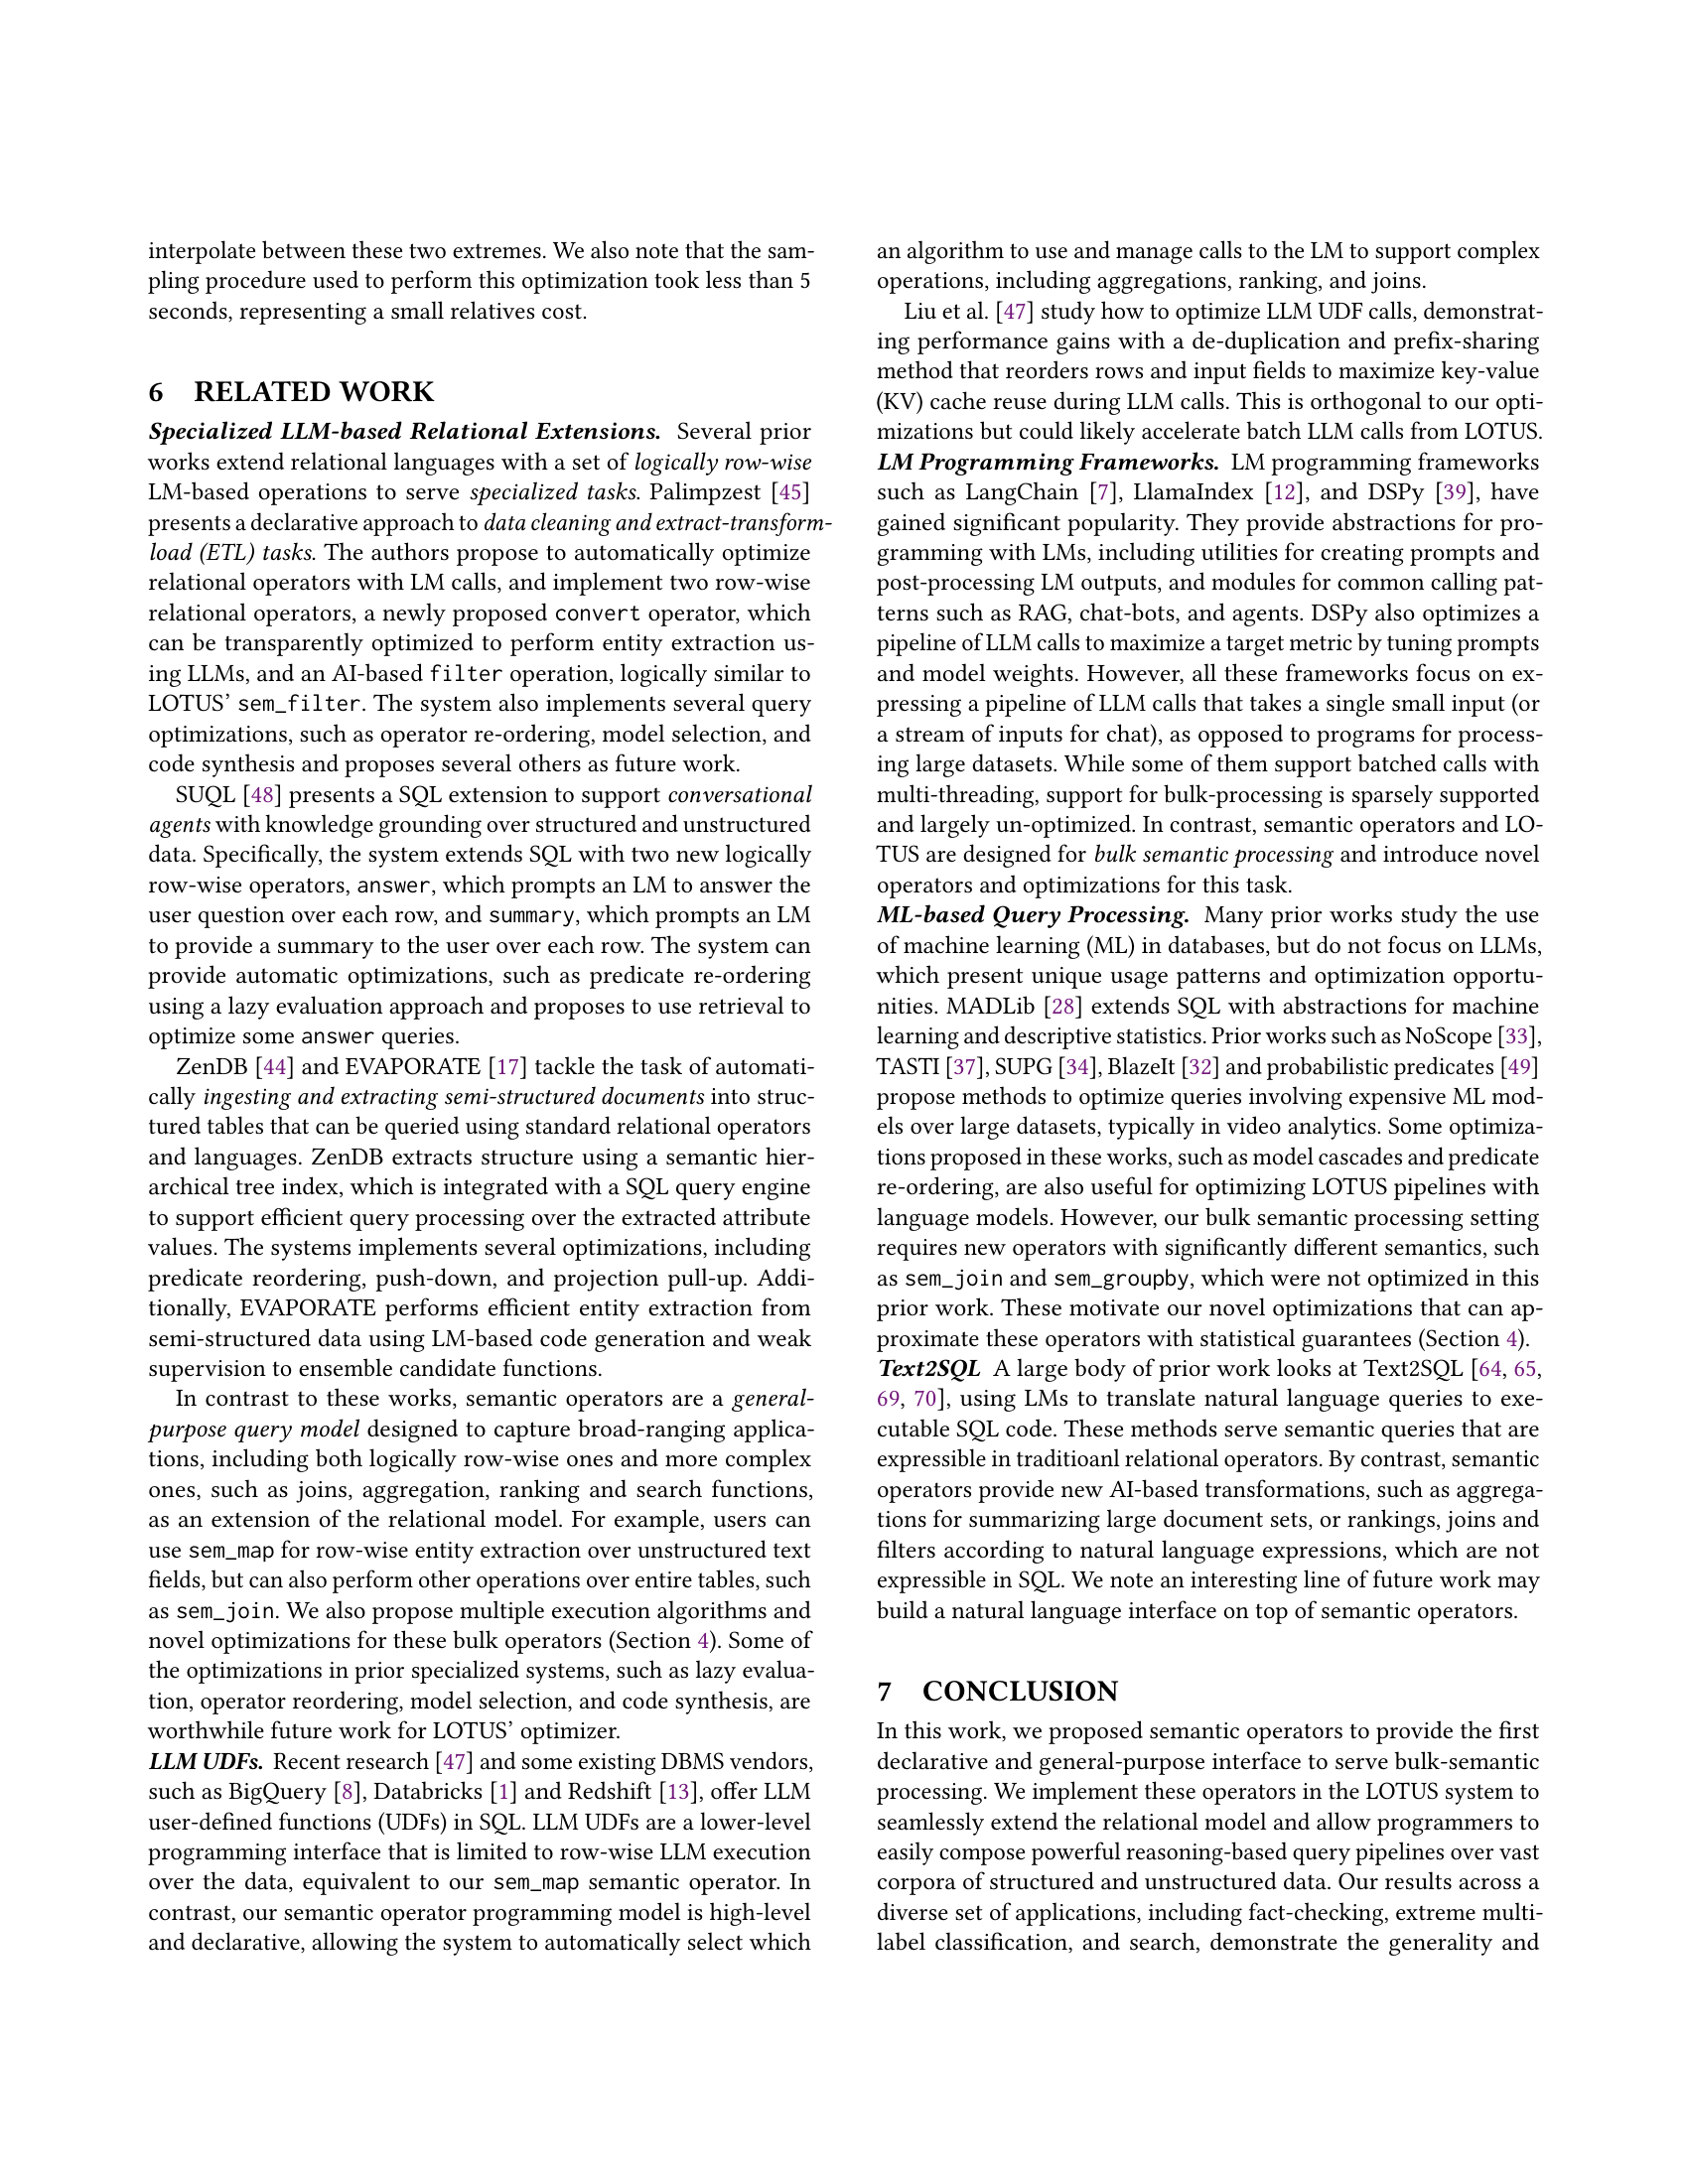 interpolate between these two extremes. We also note that the sam-
pling procedure used to perform this optimization took less than 5
seconds, representing a small relatives cost.
6 RELATED WORK
Specialized LLM-based Relational Extensions. Several prior
works extend relational languages with a set of logically row-wise
LM-based operations to serve specialized tasks. Palimpzest [45]
presents a declarative approach to data cleaning and extract-transform-
load (ETL) tasks. The authors propose to automatically optimize
relational operators with LM calls, and implement two row-wise
relational operators, a newly proposed convert operator, which
can be transparently optimized to perform entity extraction us-
ing LLMs, and an AI-based filter operation, logically similar to
LOTUS’ sem_filter. The system also implements several query
optimizations, such as operator re-ordering, model selection, and
code synthesis and proposes several others as future work.
SUQL [48] presents a SQL extension to support conversational
agents with knowledge grounding over structured and unstructured
data. Specifically, the system extends SQL with two new logically
row-wise operators, answer, which prompts an LM to answer the
user question over each row, and summary, which prompts an LM
to provide a summary to the user over each row. The system can
provide automatic optimizations, such as predicate re-ordering
using a lazy evaluation approach and proposes to use retrieval to
optimize some answer queries.
ZenDB [44] and EVAPORATE [17] tackle the task of automati-
cally ingesting and extracting semi-structured documents into struc-
tured tables that can be queried using standard relational operators
and languages. ZenDB extracts structure using a semantic hier-
archical tree index, which is integrated with a SQL query engine
to support efficient query processing over the extracted attribute
values. The systems implements several optimizations, including
predicate reordering, push-down, and projection pull-up. Addi-
tionally, EVAPORATE performs efficient entity extraction from
semi-structured data using LM-based code generation and weak
supervision to ensemble candidate functions.
In contrast to these works, semantic operators are a general-
purpose query model designed to capture broad-ranging applica-
tions, including both logically row-wise ones and more complex
ones, such as joins, aggregation, ranking and search functions,
as an extension of the relational model. For example, users can
use sem_map for row-wise entity extraction over unstructured text
fields, but can also perform other operations over entire tables, such
as sem_join. We also propose multiple execution algorithms and
novel optimizations for these bulk operators (Section 4). Some of
the optimizations in prior specialized systems, such as lazy evalua-
tion, operator reordering, model selection, and code synthesis, are
worthwhile future work for LOTUS’ optimizer.
LLM UDFs. Recent research [47] and some existing DBMS vendors,
such as BigQuery [8], Databricks [1] and Redshift [13], offer LLM
user-defined functions (UDFs) in SQL. LLM UDFs are a lower-level
programming interface that is limited to row-wise LLM execution
over the data, equivalent to our sem_map semantic operator. In
contrast, our semantic operator programming model is high-level
and declarative, allowing the system to automatically select which
an algorithm to use and manage calls to the LM to support complex
operations, including aggregations, ranking, and joins.
Liu et al. [47] study how to optimize LLM UDF calls, demonstrat-
ing performance gains with a de-duplication and prefix-sharing
method that reorders rows and input fields to maximize key-value
(KV) cache reuse during LLM calls. This is orthogonal to our opti-
mizations but could likely accelerate batch LLM calls from LOTUS.
LM Programming Frameworks. LM programming frameworks
such as LangChain [7], LlamaIndex [12], and DSPy [39], have
gained significant popularity. They provide abstractions for pro-
gramming with LMs, including utilities for creating prompts and
post-processing LM outputs, and modules for common calling pat-
terns such as RAG, chat-bots, and agents. DSPy also optimizes a
pipeline of LLM calls to maximize a target metric by tuning prompts
and model weights. However, all these frameworks focus on ex-
pressing a pipeline of LLM calls that takes a single small input (or
a stream of inputs for chat), as opposed to programs for process-
ing large datasets. While some of them support batched calls with
multi-threading, support for bulk-processing is sparsely supported
and largely un-optimized. In contrast, semantic operators and LO-
TUS are designed for bulk semantic processing and introduce novel
operators and optimizations for this task.
ML-based Query Processing. Many prior works study the use
of machine learning (ML) in databases, but do not focus on LLMs,
which present unique usage patterns and optimization opportu-
nities. MADLib [28] extends SQL with abstractions for machine
learning and descriptive statistics. Prior works such as NoScope [33],
TASTI [37], SUPG [34], BlazeIt [32] and probabilistic predicates [49]
propose methods to optimize queries involving expensive ML mod-
els over large datasets, typically in video analytics. Some optimiza-
tions proposed in these works, such as model cascades and predicate
re-ordering, are also useful for optimizing LOTUS pipelines with
language models. However, our bulk semantic processing setting
requires new operators with significantly different semantics, such
as sem_join and sem_groupby, which were not optimized in this
prior work. These motivate our novel optimizations that can ap-
proximate these operators with statistical guarantees (Section 4).
Text2SQL A large body of prior work looks at Text2SQL [64, 65,
69, 70], using LMs to translate natural language queries to exe-
cutable SQL code. These methods serve semantic queries that are
expressible in traditioanl relational operators. By contrast, semantic
operators provide new AI-based transformations, such as aggrega-
tions for summarizing large document sets, or rankings, joins and
filters according to natural language expressions, which are not
expressible in SQL. We note an interesting line of future work may
build a natural language interface on top of semantic operators.
7 CONCLUSION
In this work, we proposed semantic operators to provide the first
declarative and general-purpose interface to serve bulk-semantic
processing. We implement these operators in the LOTUS system to
seamlessly extend the relational model and allow programmers to
easily compose powerful reasoning-based query pipelines over vast
corpora of structured and unstructured data. Our results across a
diverse set of applications, including fact-checking, extreme multi-
label classification, and search, demonstrate the generality and